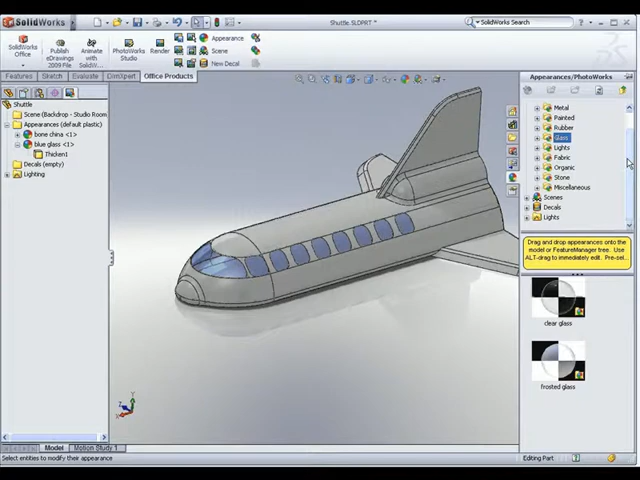 SolidWorks
Shuttle.SLDPRT *
SolidWorks Search
SolidWorks
Office
Publish
eDrawings
2009 File
Animate
with
SolidW...
PhotoWorks
Studio
Render
Appearance
Scene
New Decal
Features
Sketch
Evaluate
DimXpert
Office Products
Appearances/PhotoWorks
Shuttle
Scene (Backdrop - Studio Room
Appearances (default plastic)
bone china <1>
blue glass <1>
Thicken1
Decals (empty)
Lighting
Metal
Painted
Rubber
Glass
Lights
Fabric
Organic
Stone
Miscellaneous
Scenes
Decals
Lights
Drag and drop appearances onto the
model or FeatureManager tree. Use
ALT-drag to immediately edit. Pre-sel...
clear glass
frosted glass
Model
Motion Study 1
Select entities to modify their appearance
Editing Part